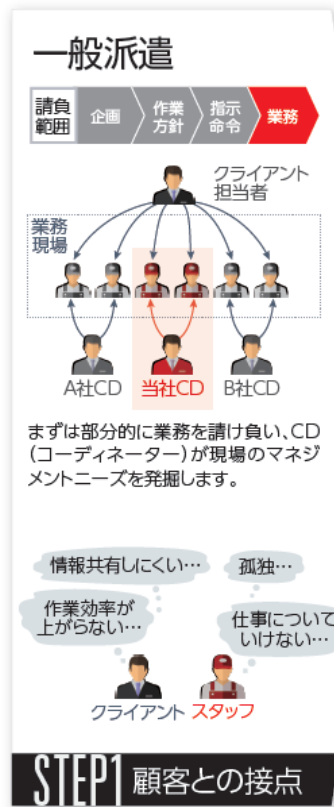 一般派遣
請負
範囲
企画
作業
方針
指示
命令
業務
クライアント
担当者
業務
現場
A社CD
当社CD
B社CD
まずは部分的に業務を請け負い、CD
(コーディネーター)が現場のマネジ
メントニーズを発掘します。
情報共有しにくい…
孤独…
作業効率が
上がらない…
仕事について
いけない…
クライアント
スタッフ
STEP1 顧客との接点